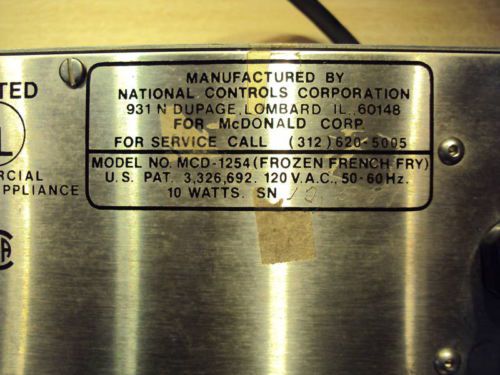 MANUFACTURED BY
NATIONAL CONTROLS CORPORATION
931 N DUPAGE, LOMBARD IL, 60148
FOR McDONALD CORP.
FOR SERVICE CALL (312) 620-5005
MODEL NO. MCD-1254 (FROZEN FRENCH FRY)
U.S. PAT. 3,326,692. 120 V.A.C., 50-60 Hz.
10 WATTS. SN
TED
L
RCIAL
APPLIANCE